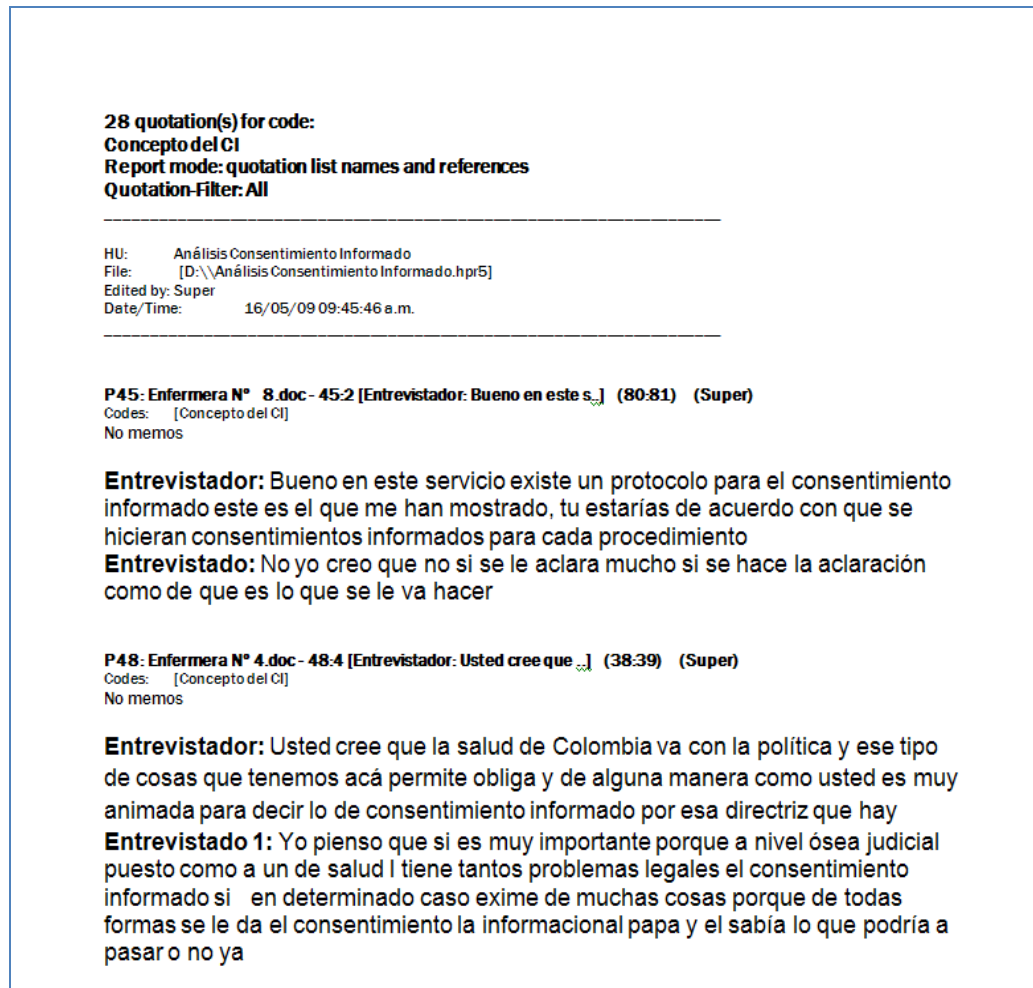 28 quotation(s) for code:
Concepto del CI
Report mode: quotation list names and references
Quotation-Filter: All
HU: Análisis Consentimiento Informado
File: [D:\\Análisis Consentimiento Informado.hpr5]
Edited by: Super
Date/Time: 16/05/09 09:45:46 a.m.
P45: Enfermera Nº 8.doc - 45:2 [Entrevistador: Bueno en este s..] (80:81) (Super)
Codes: [Concepto del CI]
No memos
Entrevistador: Bueno en este servicio existe un protocolo para el consentimiento
informado este es el que me han mostrado, tu estarías de acuerdo con que se
hicieran consentimientos informados para cada procedimiento
Entrevistado: No yo creo que no si se le aclara mucho si se hace la aclaración
como de que es lo que se le va hacer
P48: Enfermera Nº 4.doc - 48:4 [Entrevistador: Usted cree que ..] (38:39) (Super)
Codes: [Concepto del CI]
No memos
Entrevistador: Usted cree que la salud de Colombia va con la política y ese tipo
de cosas que tenemos acá permite obliga y de alguna manera como usted es muy
animada para decir lo de consentimiento informado por esa directriz que hay
Entrevistado 1: Yo pienso que si es muy importante porque a nivel ósea judicial
puesto como a un de salud l tiene tantos problemas legales el consentimiento
informado si en determinado caso exime de muchas cosas porque de todas
formas se le da el consentimiento la informacional papa y el sabía lo que podría a
pasar o no ya